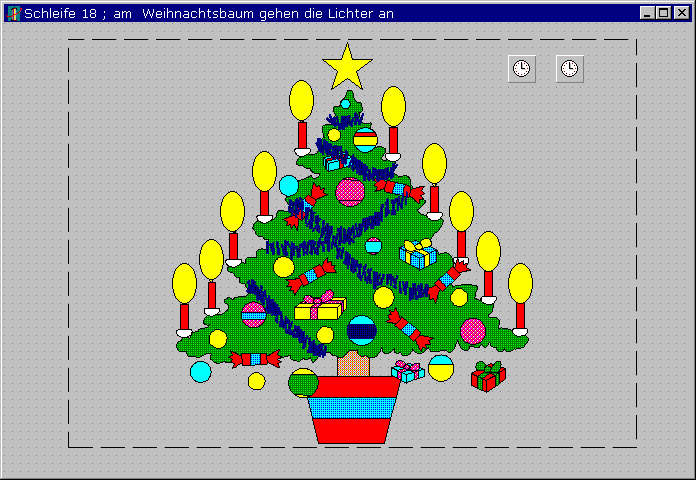 Schleife 18 ; am  Weihnachtsbaum gehen die Lichter an